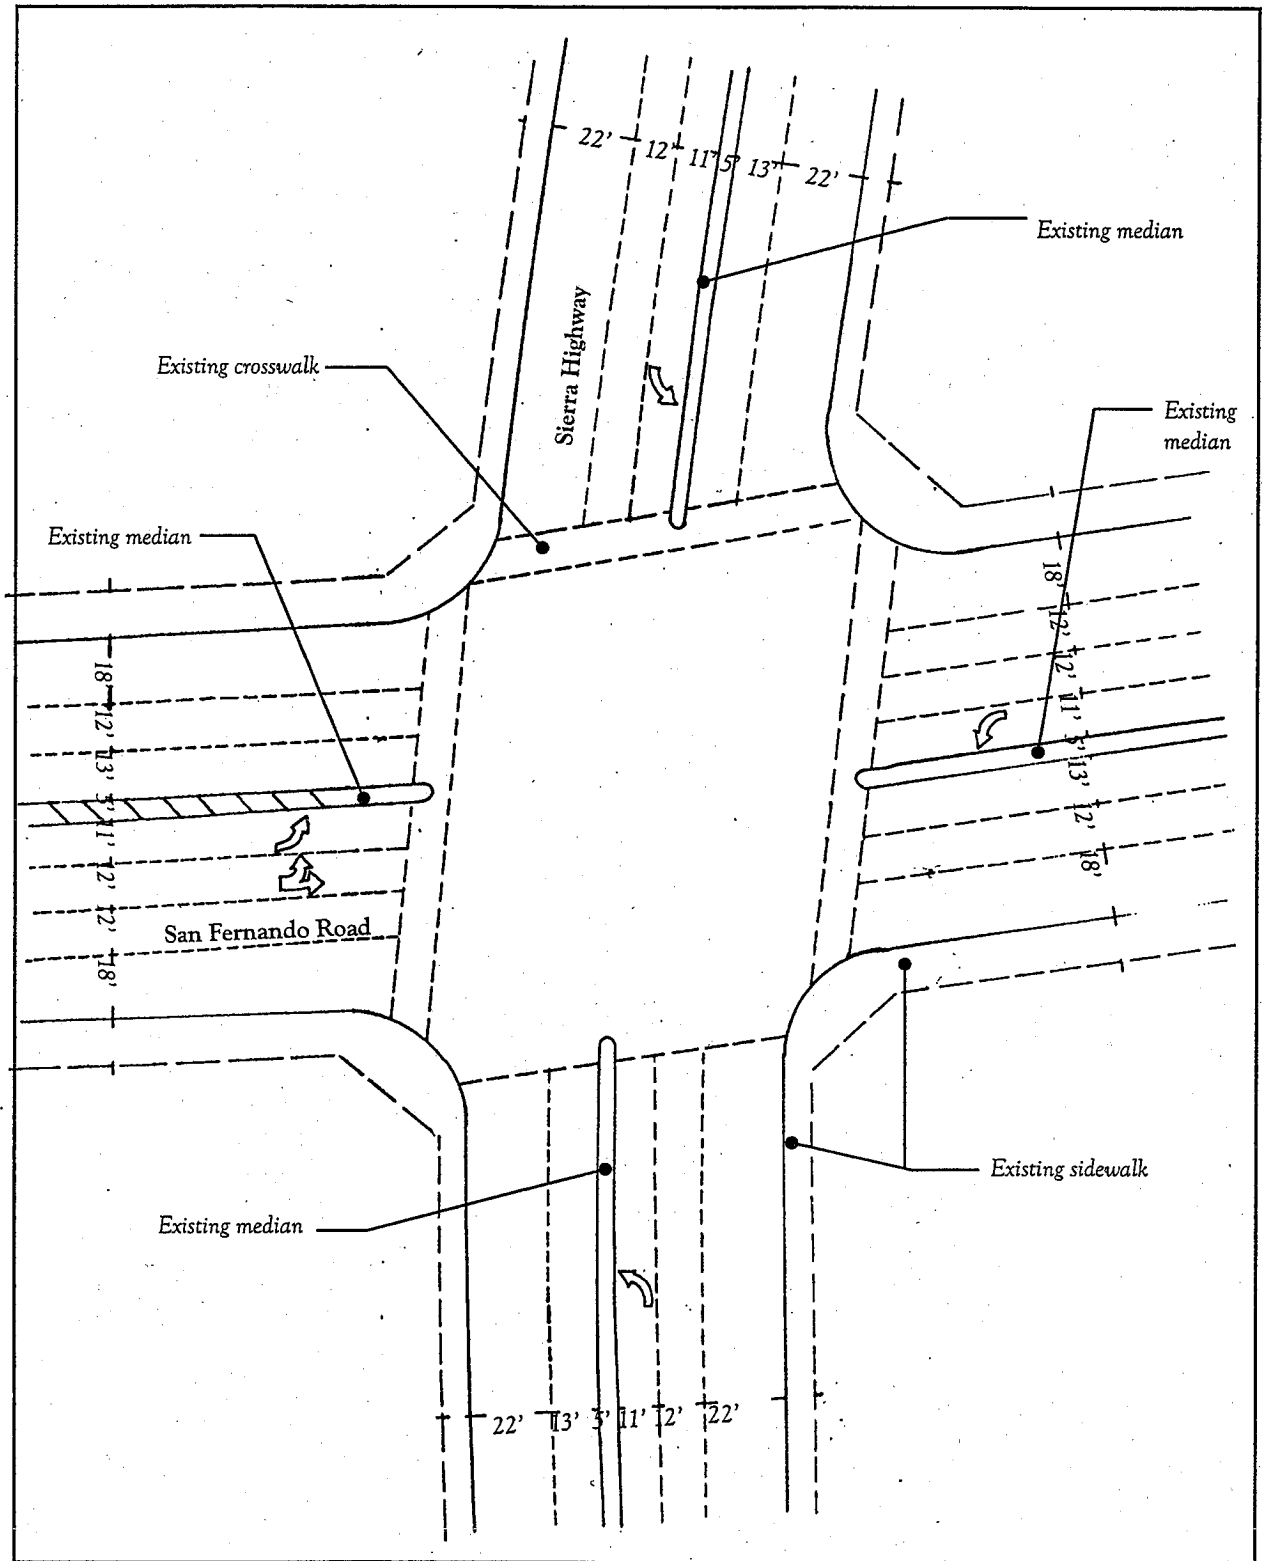 22' 12' 11' 5' 13' 22'
Existing median
Sierra Highway
Existing crosswalk
Existing
median
Existing median
18'
12'
12'
11'
5'
13'
12'
18'
18'
12'
13'
5'
11'
12'
12'
18'
San Fernando Road
Existing sidewalk
Existing median
22' 13' 5' 11' 12' 22'